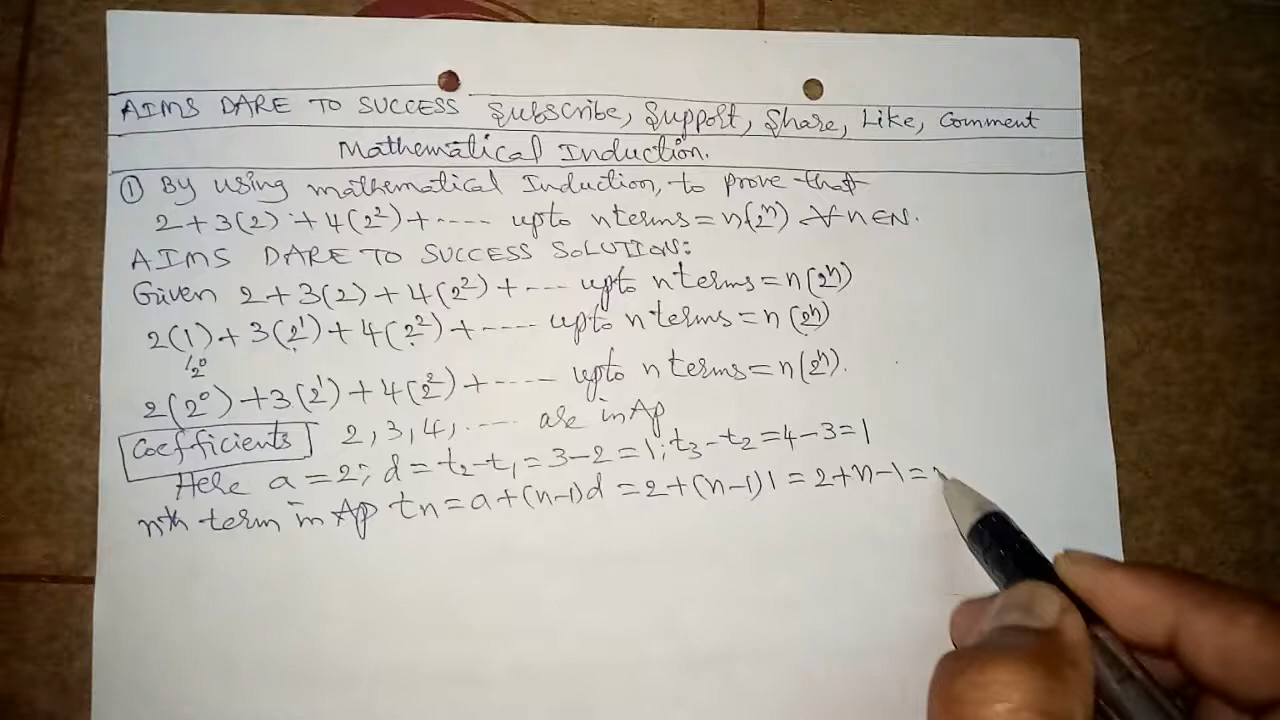 AIMS DARE TO SUCCESS Subscribe, Support, Share, Like, Comment
Mathematical Induction.
① By using mathematical Induction, to prove that
2 + 3(2) + 4(2²) + ..... upto n terms = n(2ⁿ) ∀ n ∈ N.
AIMS DARE TO SUCCESS SOLUTION:
Given 2 + 3(2) + 4(2²) + .... upto n terms = n(2ⁿ)
2(1) + 3(2¹) + 4(2²) + ..... upto n terms = n(2ⁿ)
2⁰
2(2⁰) + 3(2¹) + 4(2²) + ..... upto n terms = n(2ⁿ).
Coefficients 2, 3, 4, ..... are in Ap
Here a = 2; d = t₂ - t₁ = 3 - 2 = 1; t₃ - t₂ = 4 - 3 = 1
nth term in Ap tn = a + (n-1)d = 2 + (n-1)1 = 2 + n - 1 =